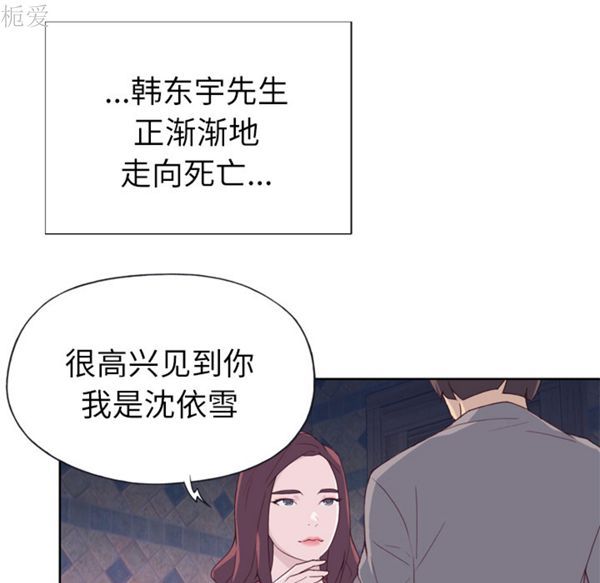 栀爱
...韩东宇先生
正渐渐地
走向死亡...
很高兴见到你
我是沈依雪